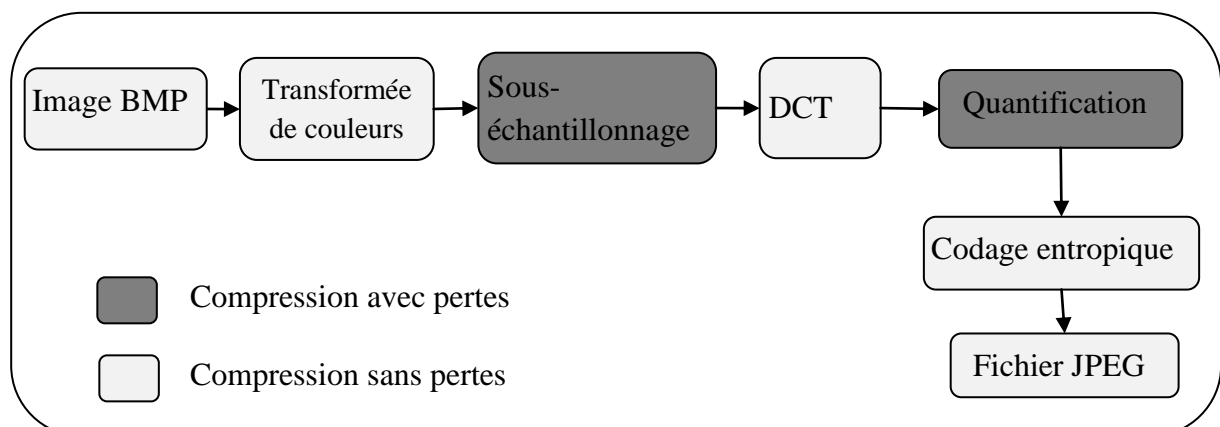 Image BMP
Transformée
de couleurs
Sous-
échantillonnage
DCT
Quantification
Codage entropique
Fichier JPEG
Compression avec pertes
Compression sans pertes